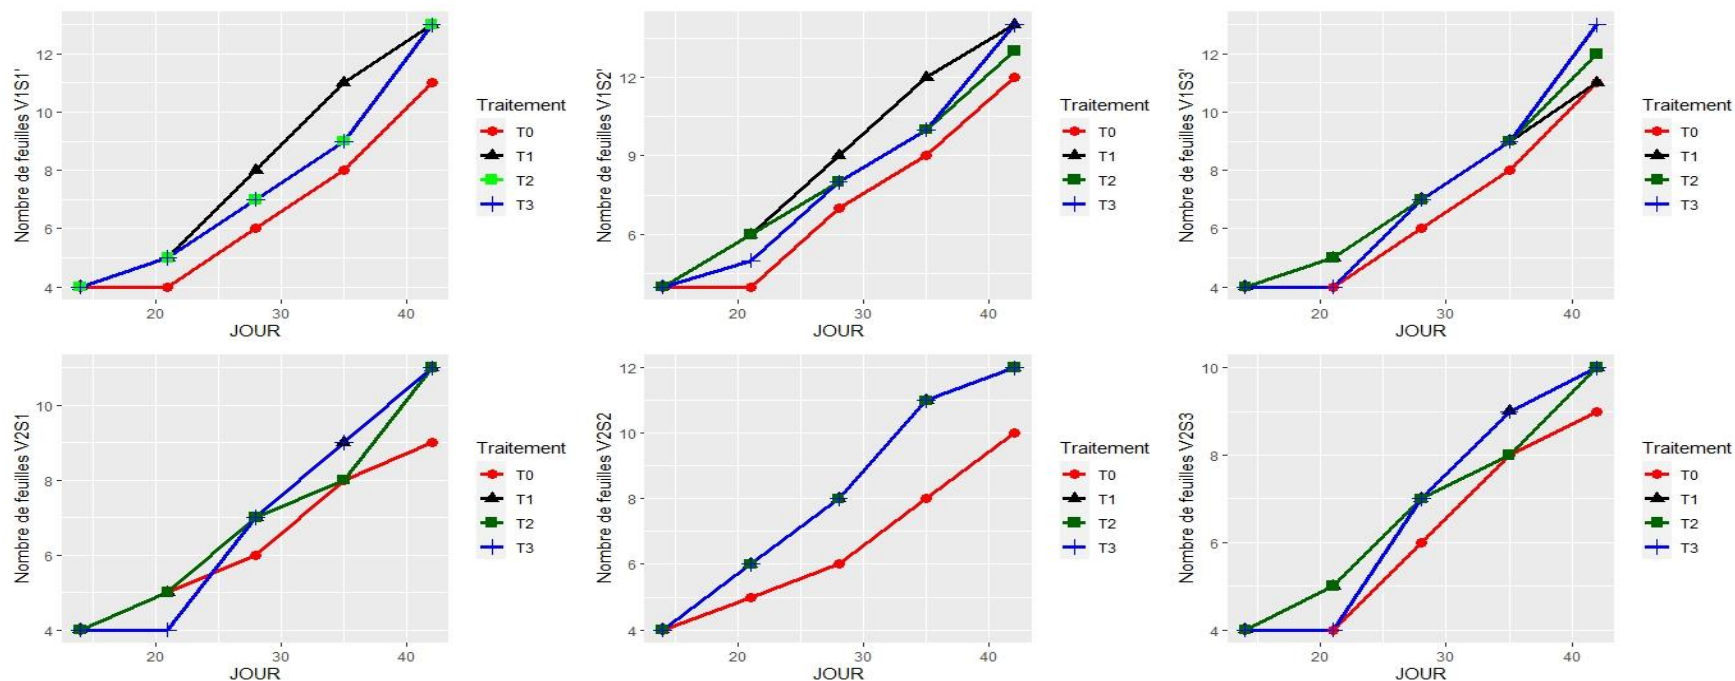 Nombre de feuilles V1S1'
12
10
8
6
4
20 30 40
JOUR
Traitement
T0
T1
T2
T3
Nombre de feuilles V1S2'
12
9
6
20 30 40
JOUR
Traitement
T0
T1
T2
T3
Nombre de feuilles V1S3'
12
10
8
6
4
20 30 40
JOUR
Traitement
T0
T1
T2
T3
Nombre de feuilles V2S1
10
8
6
4
20 30 40
JOUR
Traitement
T0
T1
T2
T3
Nombre de feuilles V2S2
12
10
8
6
4
20 30 40
JOUR
Traitement
T0
T1
T2
T3
Nombre de feuilles V2S3
10
8
6
4
20 30 40
JOUR
Traitement
T0
T1
T2
T3